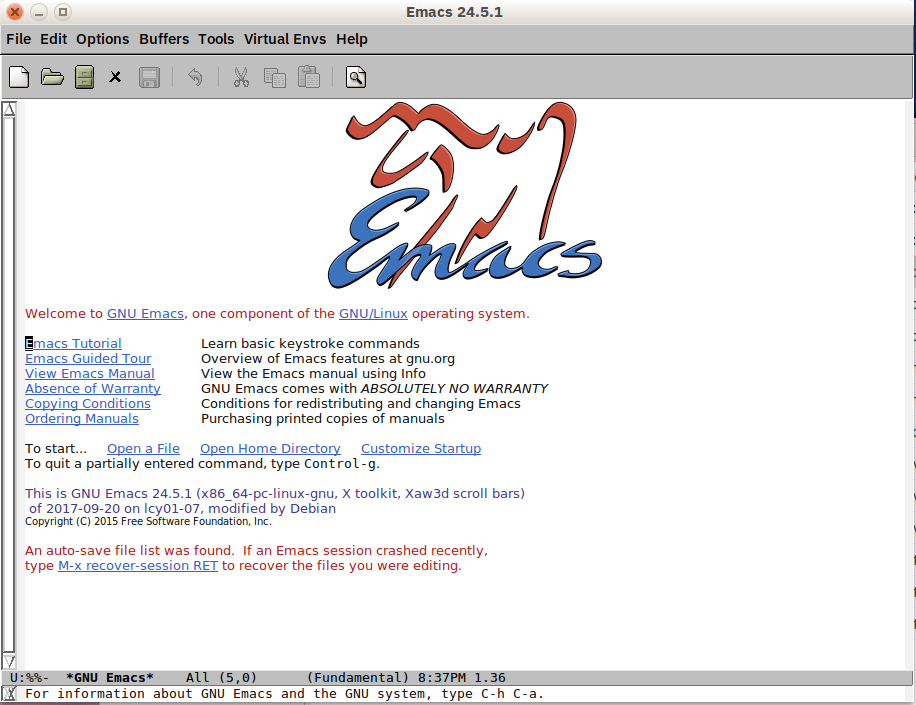 Emacs 24.5.1
File Edit Options Buffers Tools Virtual Envs Help
Emacs
Welcome to GNU Emacs, one component of the GNU/Linux operating system.
Emacs Tutorial Learn basic keystroke commands
Emacs Guided Tour Overview of Emacs features at gnu.org
View Emacs Manual View the Emacs manual using Info
Absence of Warranty GNU Emacs comes with ABSOLUTELY NO WARRANTY
Copying Conditions Conditions for redistributing and changing Emacs
Ordering Manuals Purchasing printed copies of manuals
To start... Open a File Open Home Directory Customize Startup
To quit a partially entered command, type Control-g.
This is GNU Emacs 24.5.1 (x86_64-pc-linux-gnu, X toolkit, Xaw3d scroll bars)
of 2017-09-20 on lcy01-07, modified by Debian
Copyright (C) 2015 Free Software Foundation, Inc.
An auto-save file list was found. If an Emacs session crashed recently,
type M-x recover-session RET to recover the files you were editing.
U:%%- *GNU Emacs* All (5,0) (Fundamental) 8:37PM 1.36
For information about GNU Emacs and the GNU system, type C-h C-a.